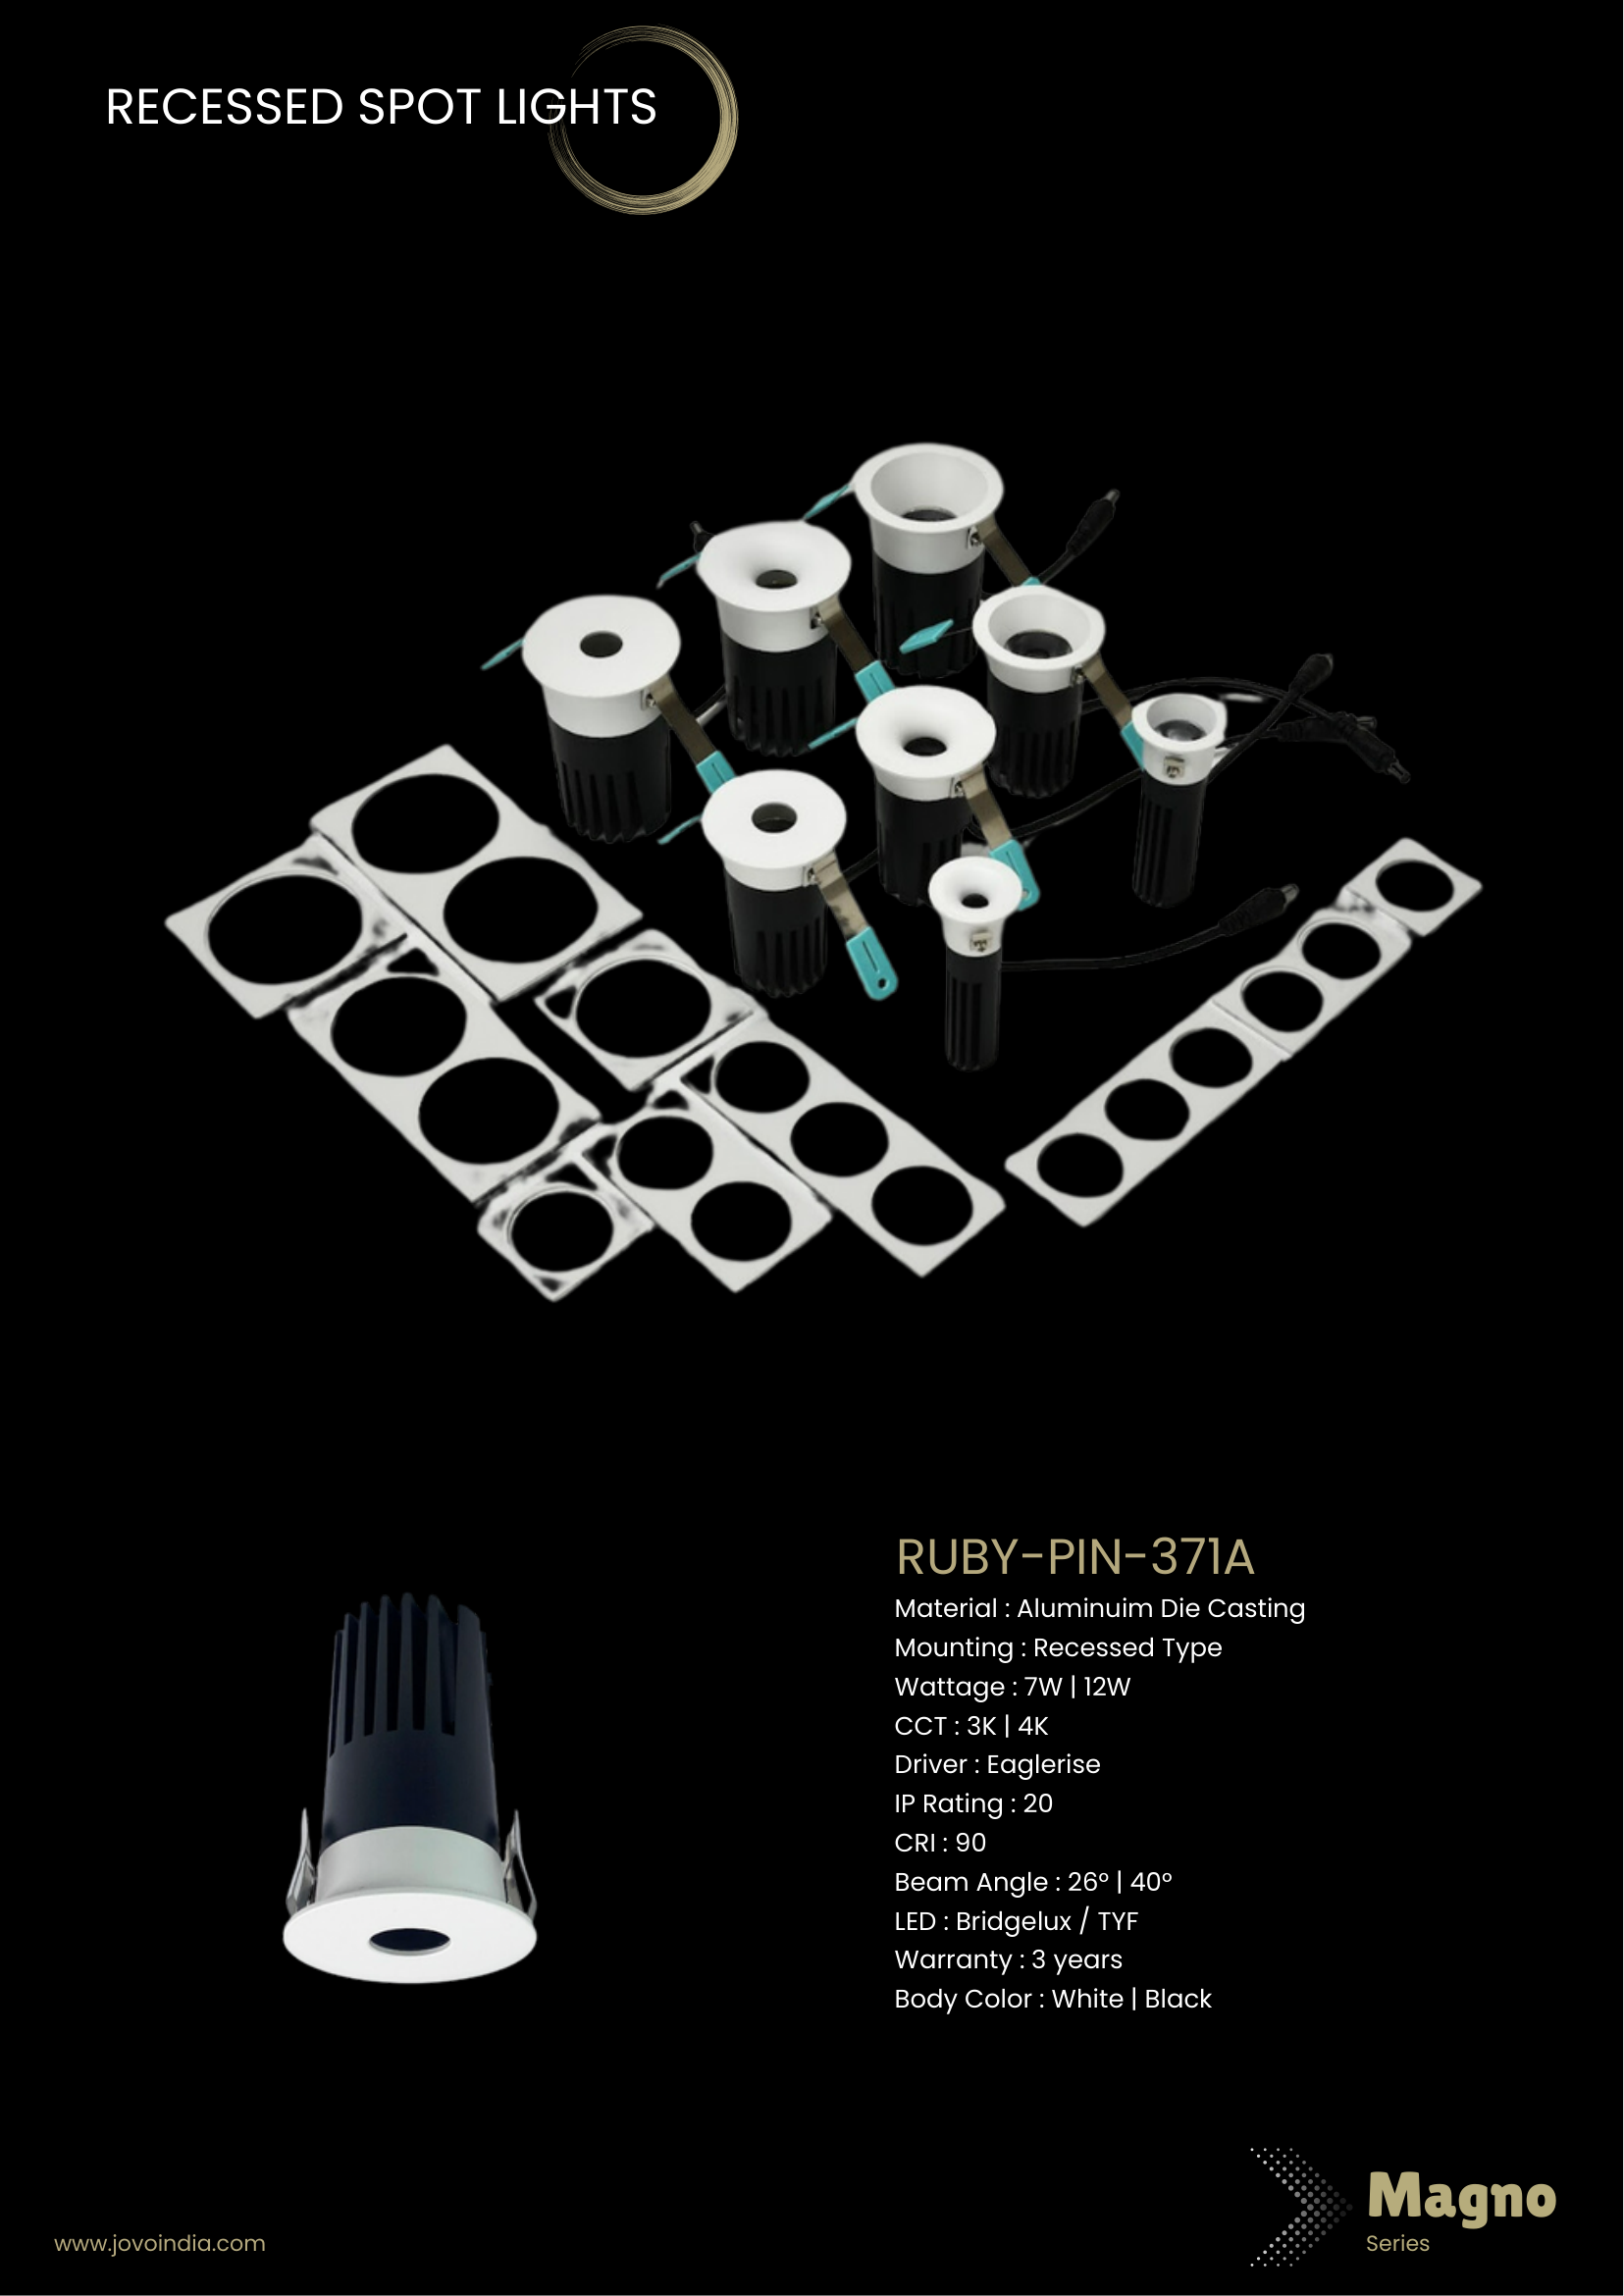 RECESSED SPOT LIGHTS
RUBY-PIN-371A
Material : Aluminuim Die Casting
Mounting : Recessed Type
Wattage : 7W | 12W
CCT : 3K | 4K
Driver : Eaglerise
IP Rating : 20
CRI : 90
Beam Angle : 26° | 40°
LED : Bridgelux / TYF
Warranty : 3 years
Body Color : White | Black
Magno
Series
www.jovoindia.com